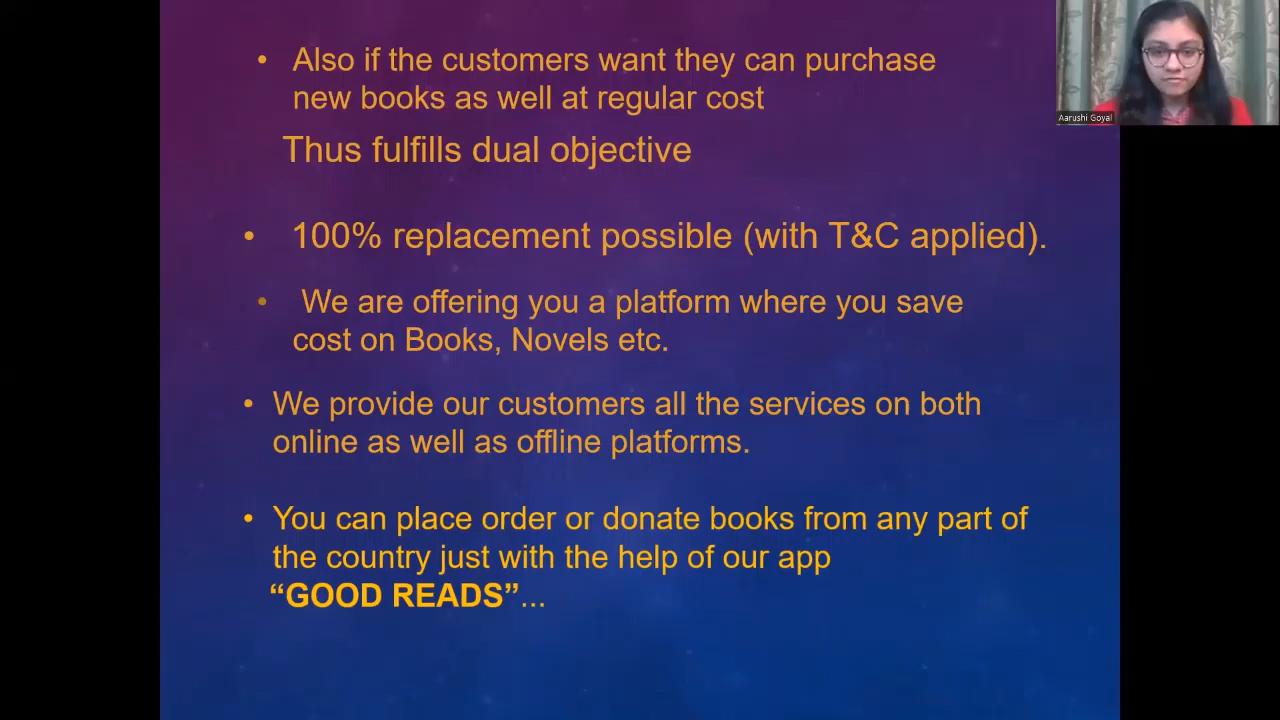 • Also if the customers want they can purchase
new books as well at regular cost
Thus fulfills dual objective
• 100% replacement possible (with T&C applied).
• We are offering you a platform where you save
cost on Books, Novels etc.
• We provide our customers all the services on both
online as well as offline platforms.
• You can place order or donate books from any part of
the country just with the help of our app
“GOOD READS”...
Aarushi Goyal